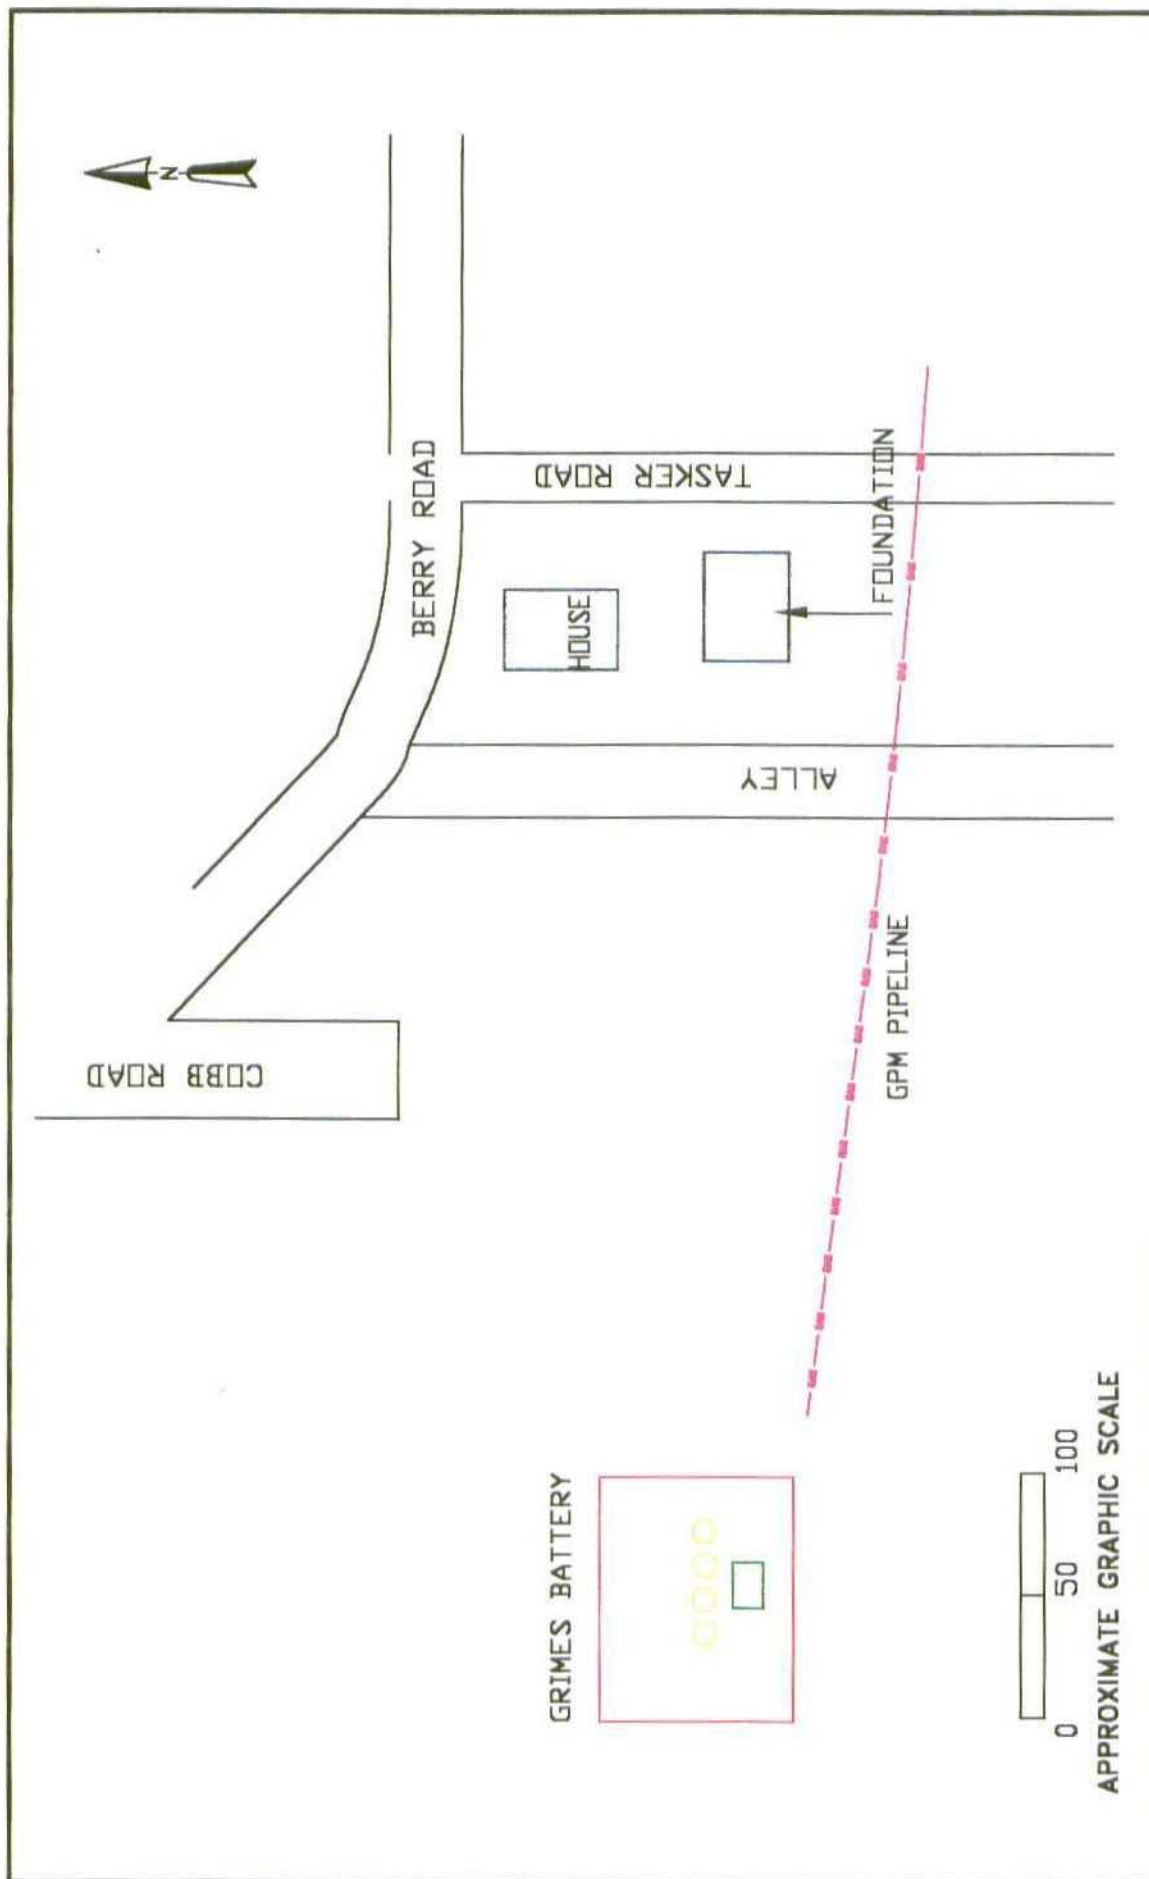 N
COBB ROAD
BERRY ROAD
TASKER ROAD
HOUSE
ALLEY
FOUNDATION
GPM PIPELINE
GRIMES BATTERY
0 50 100
APPROXIMATE GRAPHIC SCALE